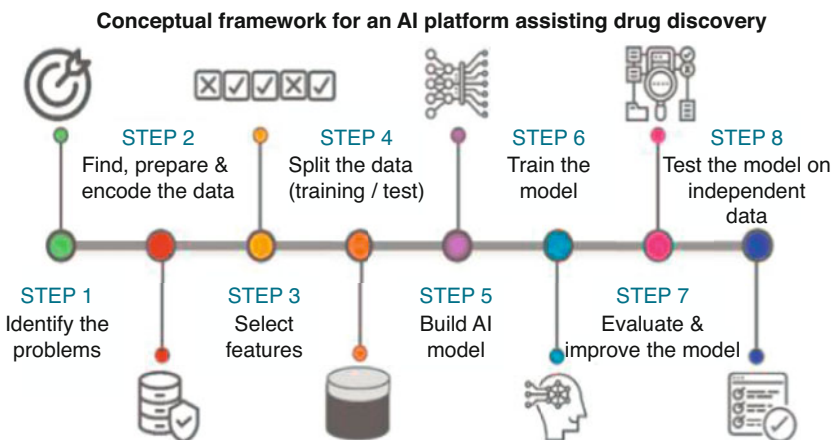 Conceptual framework for an AI platform assisting drug discovery
STEP 1
Identify the
problems
STEP 2
Find, prepare &
encode the data
STEP 3
Select
features
STEP 4
Split the data
(training / test)
STEP 5
Build AI
model
STEP 6
Train the
model
STEP 7
Evaluate &
improve the model
STEP 8
Test the model on
independent
data